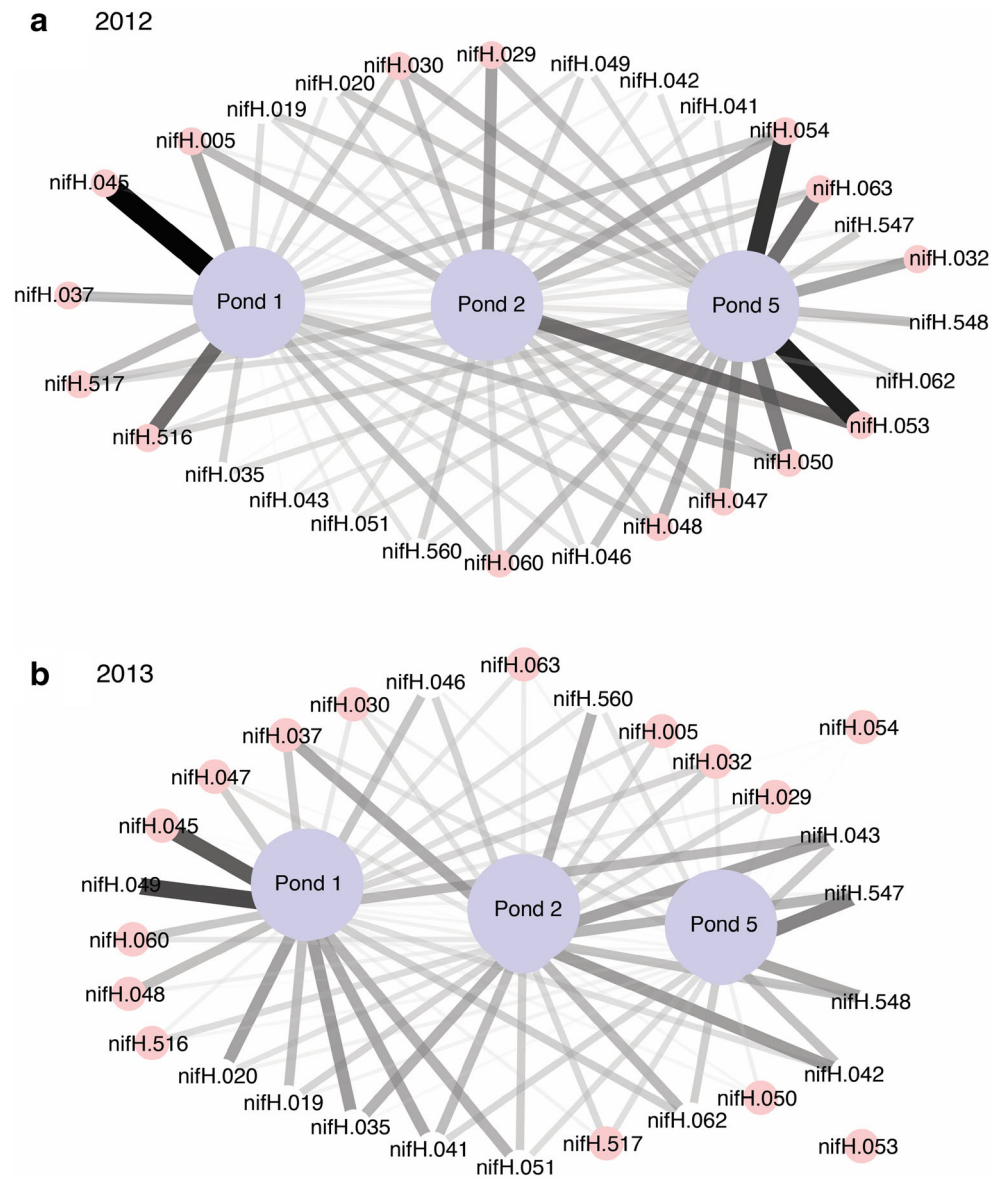 a 2012
nifH.029
nifH.030
nifH.049
nifH.020
nifH.042
nifH.019
nifH.041
nifH.005
nifH.054
nifH.045
nifH.063
nifH.547
nifH.032
nifH.037
Pond 1
Pond 2
Pond 5
nifH.548
nifH.517
nifH.062
nifH.516
nifH.053
nifH.035
nifH.050
nifH.043
nifH.047
nifH.051
nifH.048
nifH.560
nifH.060
nifH.046
b 2013
nifH.063
nifH.046
nifH.560
nifH.030
nifH.037
nifH.005
nifH.054
nifH.032
nifH.047
nifH.029
nifH.045
nifH.043
nifH.049
Pond 1
Pond 2
Pond 5
nifH.547
nifH.060
nifH.048
nifH.548
nifH.516
nifH.020
nifH.042
nifH.019
nifH.050
nifH.035
nifH.062
nifH.041
nifH.517
nifH.053
nifH.051